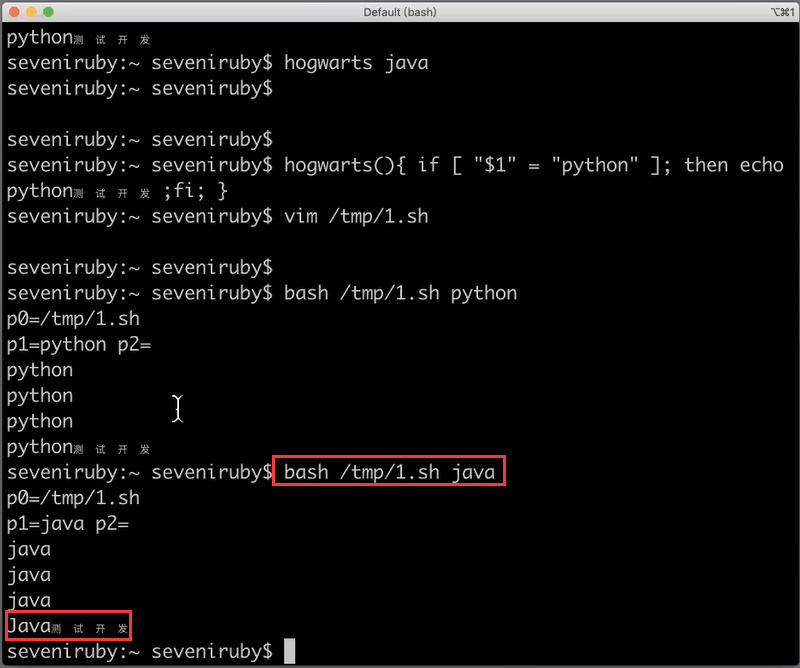 Default (bash)
⌥⌘1
python测 试 开 发
seveniruby:~ seveniruby$ hogwarts java
seveniruby:~ seveniruby$
seveniruby:~ seveniruby$
seveniruby:~ seveniruby$ hogwarts(){ if [ "$1" = "python" ]; then echo
python测 试 开 发 ;fi; }
seveniruby:~ seveniruby$ vim /tmp/1.sh
seveniruby:~ seveniruby$
seveniruby:~ seveniruby$ bash /tmp/1.sh python
p0=/tmp/1.sh
p1=python p2=
python
python
python
python测 试 开 发
seveniruby:~ seveniruby$ bash /tmp/1.sh java
p0=/tmp/1.sh
p1=java p2=
java
java
java
Java测 试 开 发
seveniruby:~ seveniruby$